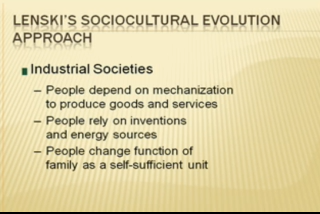 LENSKI'S SOCIOCULTURAL EVOLUTION
APPROACH
Industrial Societies
– People depend on mechanization
to produce goods and services
– People rely on inventions
and energy sources
– People change function of
family as a self-sufficient unit